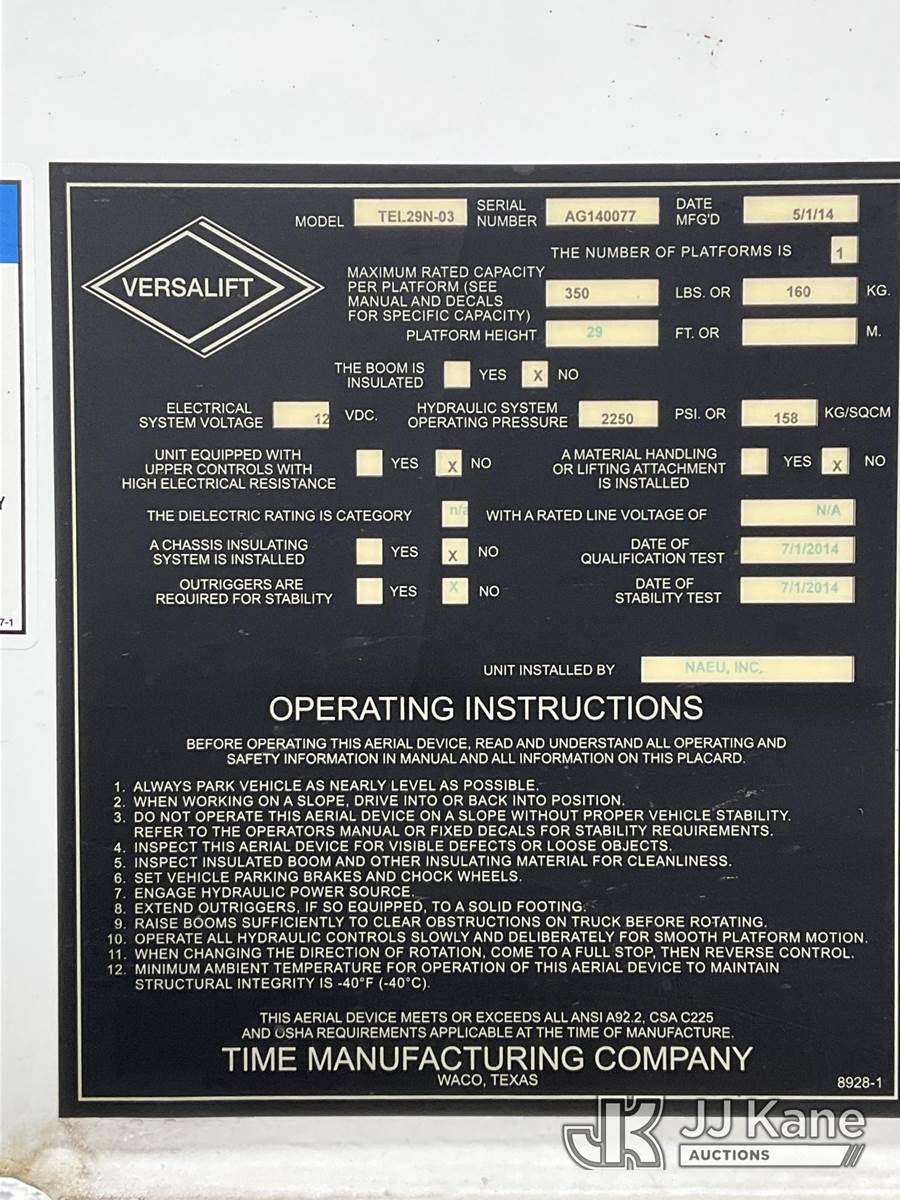 MODEL TEL29N-03 SERIAL NUMBER AG140077 DATE MFG'D 5/1/14
THE NUMBER OF PLATFORMS IS 1
VERSALIFT
MAXIMUM RATED CAPACITY
PER PLATFORM (SEE
MANUAL AND DECALS
FOR SPECIFIC CAPACITY) 350 LBS. OR 160 KG.
PLATFORM HEIGHT 29 FT. OR M.
THE BOOM IS
INSULATED YES X NO
ELECTRICAL
SYSTEM VOLTAGE 12 VDC. HYDRAULIC SYSTEM
OPERATING PRESSURE 2250 PSI. OR 158 KG/SQCM
UNIT EQUIPPED WITH
UPPER CONTROLS WITH
HIGH ELECTRICAL RESISTANCE YES X NO
A MATERIAL HANDLING
OR LIFTING ATTACHMENT
IS INSTALLED YES X NO
THE DIELECTRIC RATING IS CATEGORY n/a WITH A RATED LINE VOLTAGE OF N/A
A CHASSIS INSULATING
SYSTEM IS INSTALLED YES X NO
DATE OF
QUALIFICATION TEST 7/1/2014
OUTRIGGERS ARE
REQUIRED FOR STABILITY YES X NO
DATE OF
STABILITY TEST 7/1/2014
UNIT INSTALLED BY NAEU, INC.
OPERATING INSTRUCTIONS
BEFORE OPERATING THIS AERIAL DEVICE, READ AND UNDERSTAND ALL OPERATING AND
SAFETY INFORMATION IN MANUAL AND ALL INFORMATION ON THIS PLACARD.
1. ALWAYS PARK VEHICLE AS NEARLY LEVEL AS POSSIBLE.
2. WHEN WORKING ON A SLOPE, DRIVE INTO OR BACK INTO POSITION.
3. DO NOT OPERATE THIS AERIAL DEVICE ON A SLOPE WITHOUT PROPER VEHICLE STABILITY.
REFER TO THE OPERATORS MANUAL OR FIXED DECALS FOR STABILITY REQUIREMENTS.
4. INSPECT THIS AERIAL DEVICE FOR VISIBLE DEFECTS OR LOOSE OBJECTS.
5. INSPECT INSULATED BOOM AND OTHER INSULATING MATERIAL FOR CLEANLINESS.
6. SET VEHICLE PARKING BRAKES AND CHOCK WHEELS.
7. ENGAGE HYDRAULIC POWER SOURCE.
8. EXTEND OUTRIGGERS, IF SO EQUIPPED, TO A SOLID FOOTING.
9. RAISE BOOMS SUFFICIENTLY TO CLEAR OBSTRUCTIONS ON TRUCK BEFORE ROTATING.
10. OPERATE ALL HYDRAULIC CONTROLS SLOWLY AND DELIBERATELY FOR SMOOTH PLATFORM MOTION.
11. WHEN CHANGING THE DIRECTION OF ROTATION, COME TO A FULL STOP, THEN REVERSE CONTROL.
12. MINIMUM AMBIENT TEMPERATURE FOR OPERATION OF THIS AERIAL DEVICE TO MAINTAIN
STRUCTURAL INTEGRITY IS -40°F (-40°C).
THIS AERIAL DEVICE MEETS OR EXCEEDS ALL ANSI A92.2, CSA C225
AND OSHA REQUIREMENTS APPLICABLE AT THE TIME OF MANUFACTURE.
TIME MANUFACTURING COMPANY
WACO, TEXAS
8928-1
7-1
JJK JJ Kane
AUCTIONS